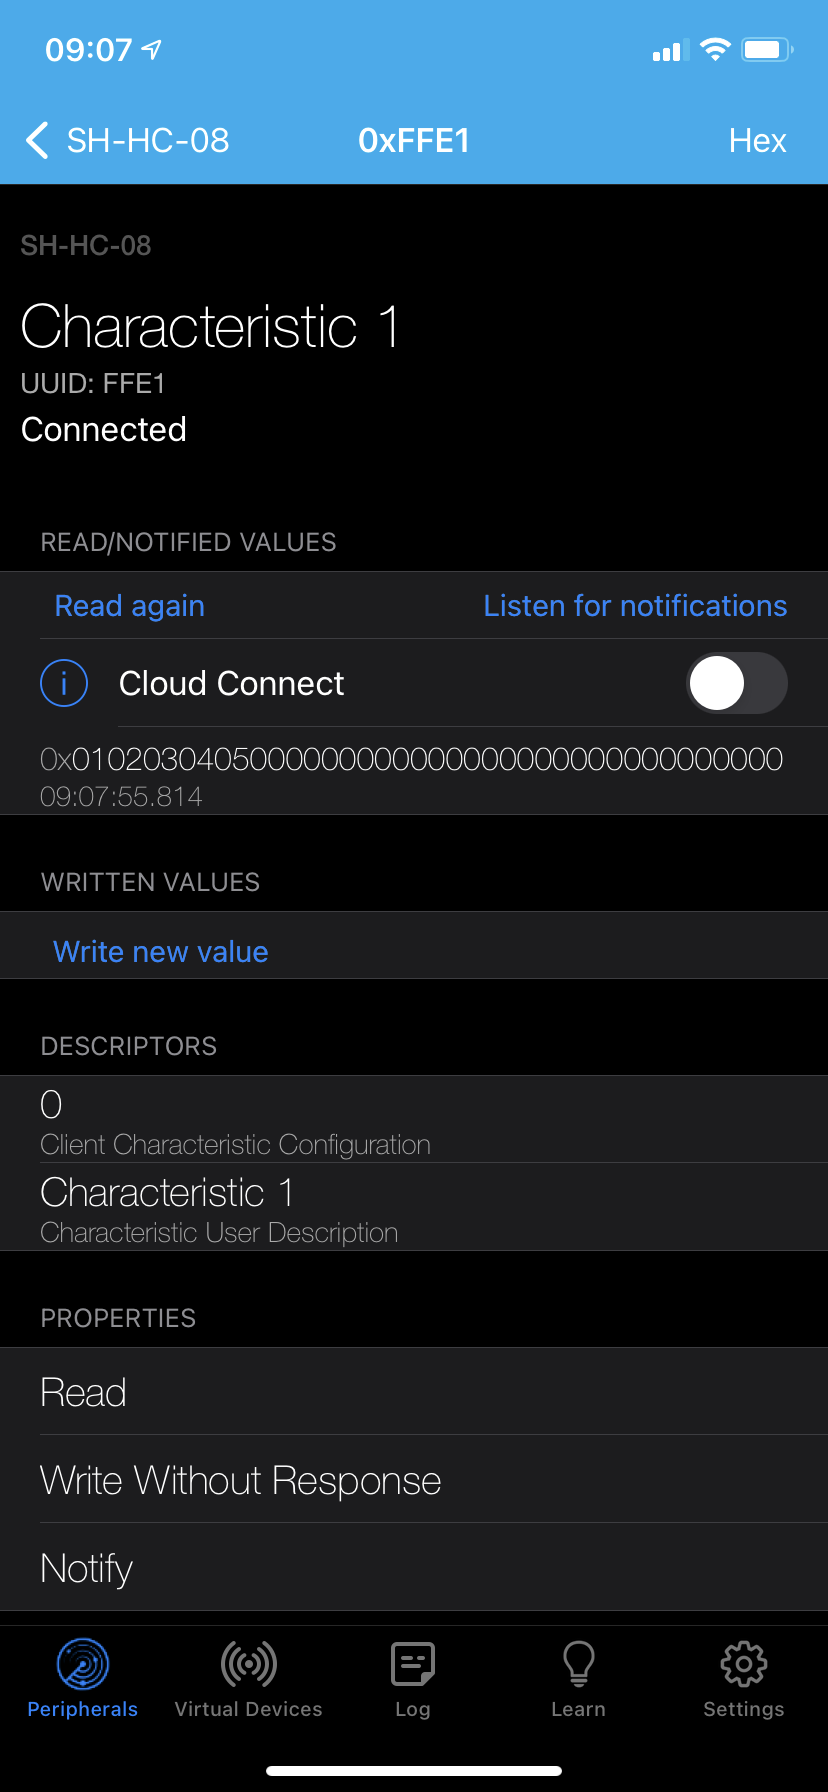 09:07
SH-HC-08
0xFFE1
Hex
SH-HC-08
Characteristic 1
UUID: FFE1
Connected
READ/NOTIFIED VALUES
Read again
Listen for notifications
i
Cloud Connect
0x0102030405000000000000000000000000000000
09:07:55.814
WRITTEN VALUES
Write new value
DESCRIPTORS
0
Client Characteristic Configuration
Characteristic 1
Characteristic User Description
PROPERTIES
Read
Write Without Response
Notify
Peripherals
Virtual Devices
Log
Learn
Settings